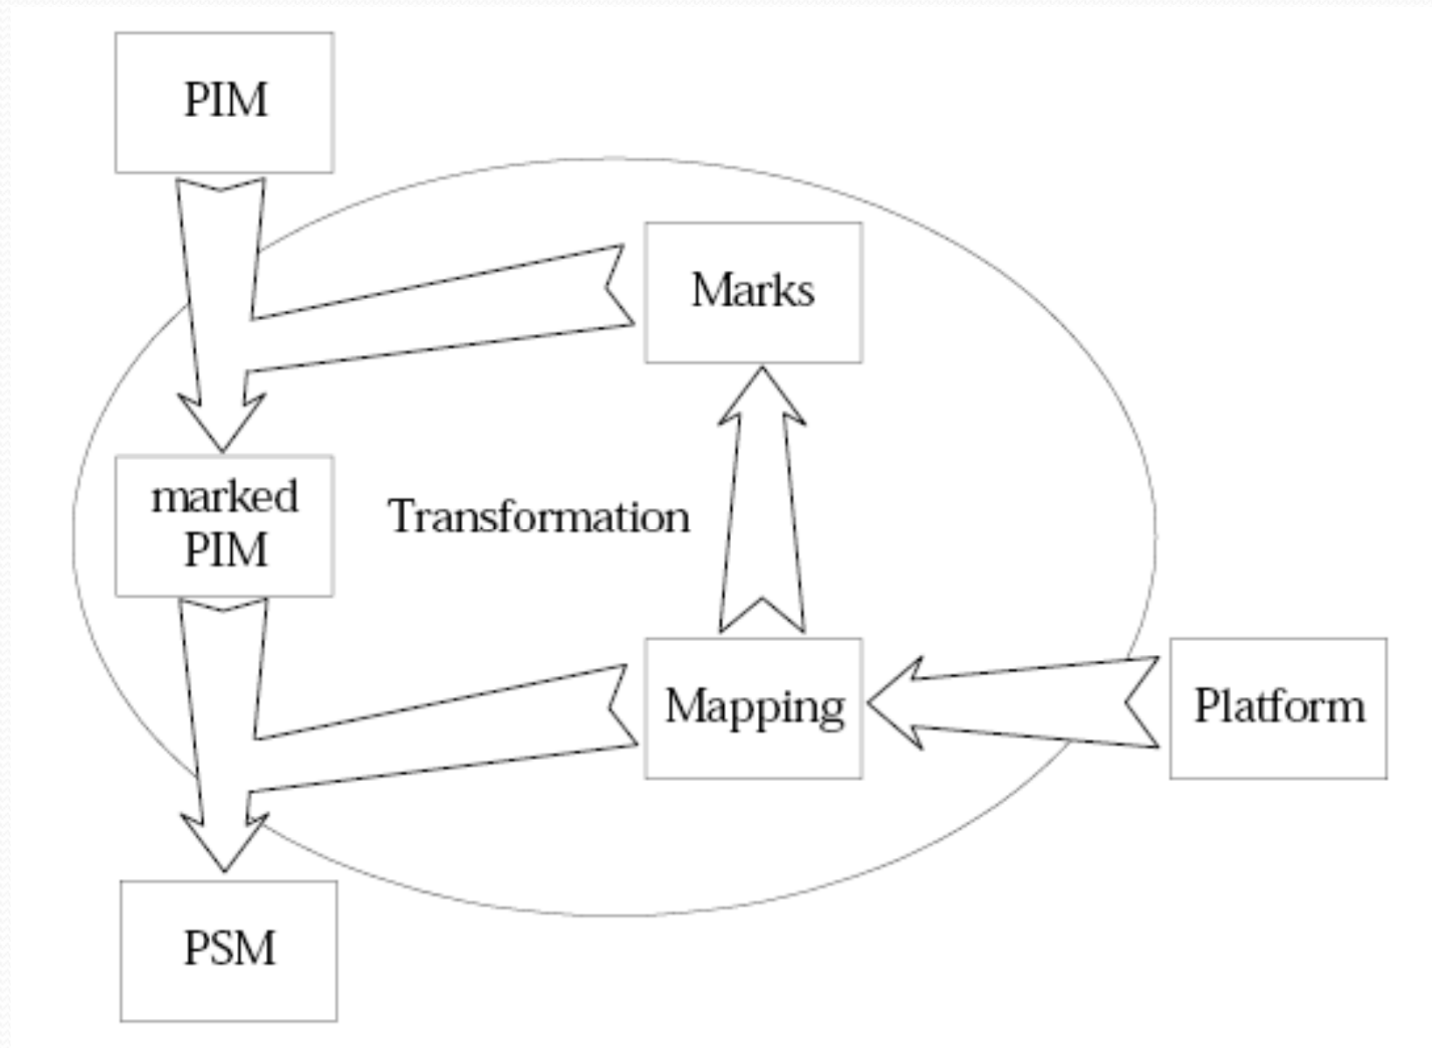 PIM
Marks
marked
PIM
Transformation
Mapping
Platform
PSM